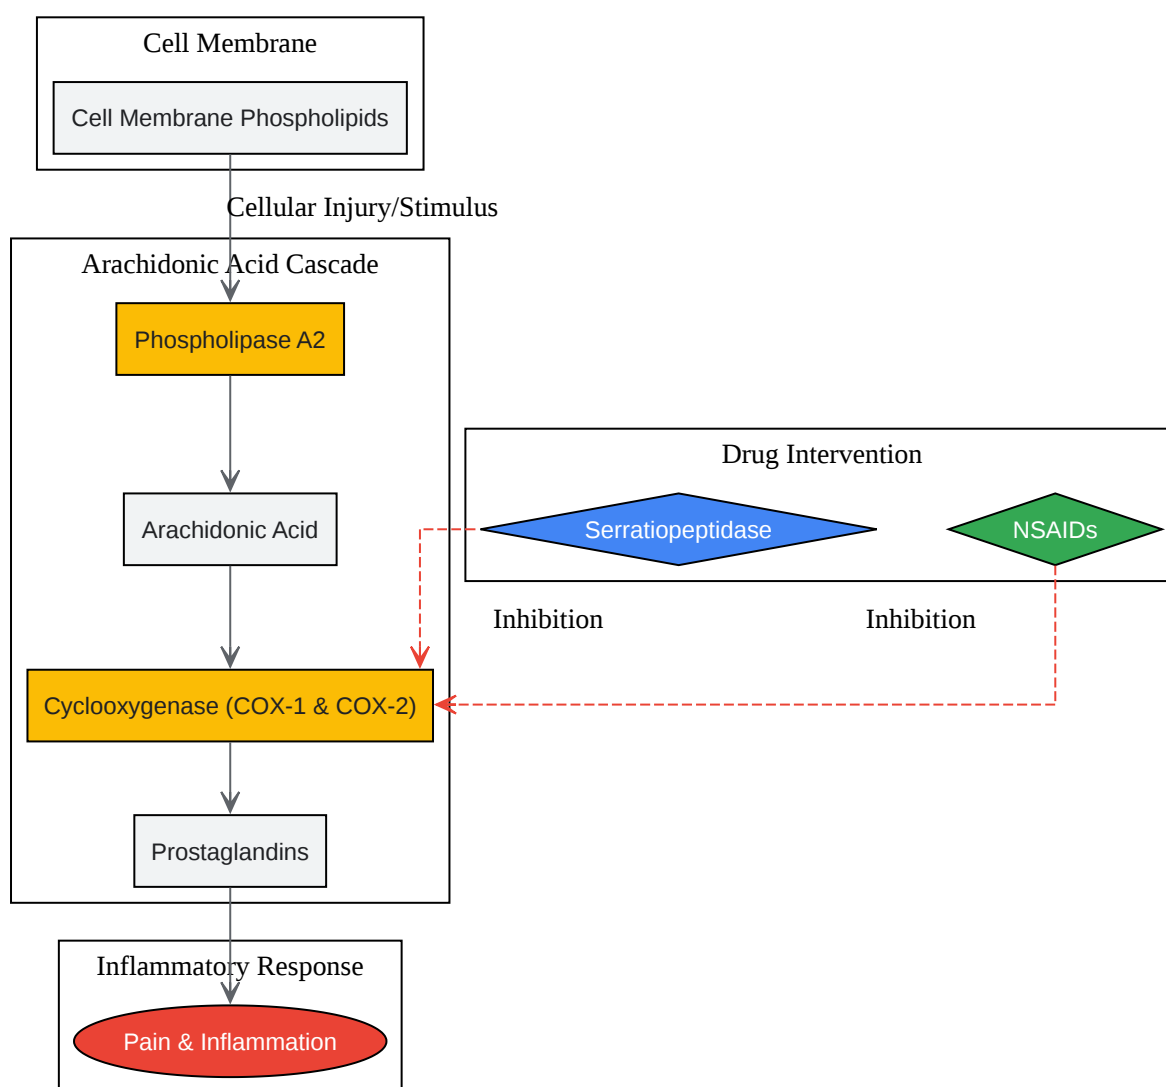 Cell Membrane
Cell Membrane Phospholipids
Cellular Injury/Stimulus
Arachidonic Acid Cascade
Phospholipase A2
Drug Intervention
Arachidonic Acid
Serratiopeptidase
NSAIDs
Inhibition
Inhibition
Cyclooxygenase (COX-1 & COX-2)
Prostaglandins
Inflammatory Response
Pain & Inflammation